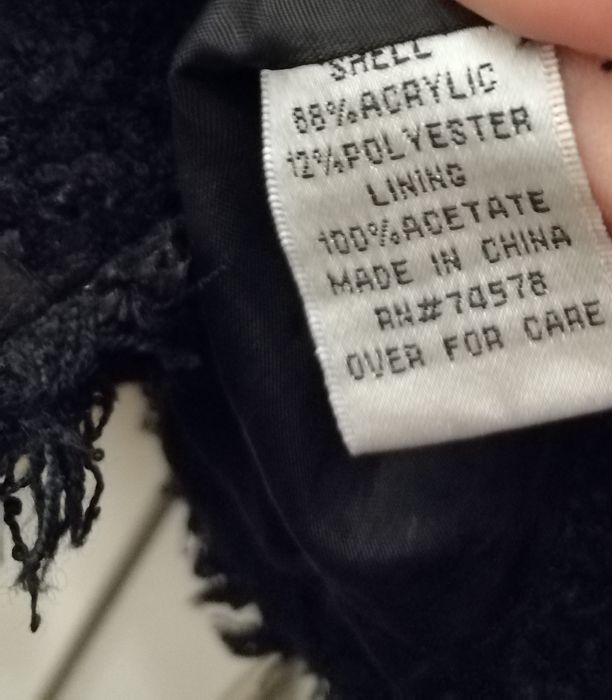 SHELL
88%ACRYLIC
12%POLYESTER
LINING
100%ACETATE
MADE IN CHINA
RN#74578
OVER FOR CARE